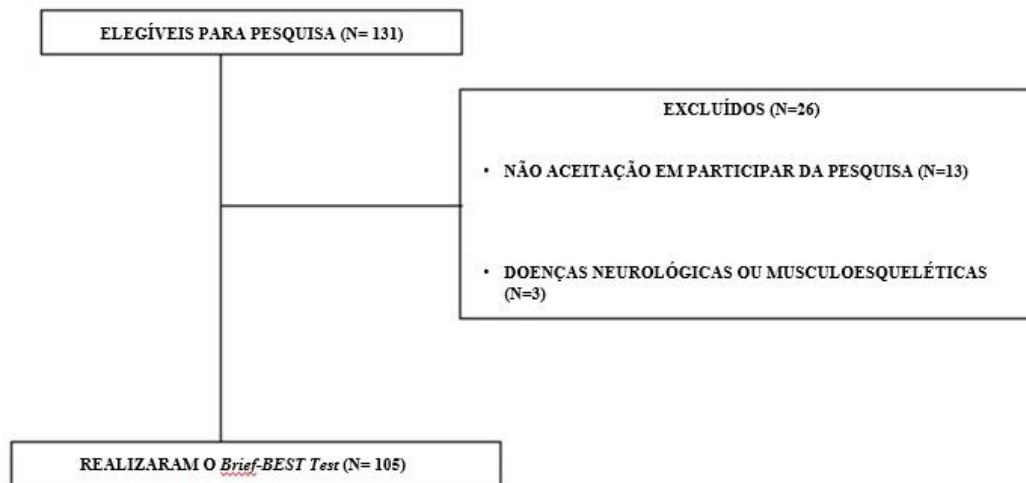 ELEGÍVEIS PARA PESQUISA (N= 131)
EXCLUÍDOS (N=26)
• NÃO ACEITAÇÃO EM PARTICIPAR DA PESQUISA (N=13)
• DOENÇAS NEUROLÓGICAS OU MUSCULOESQUELÉTICAS
(N=3)
REALIZARAM O Brief-BEST Test (N= 105)